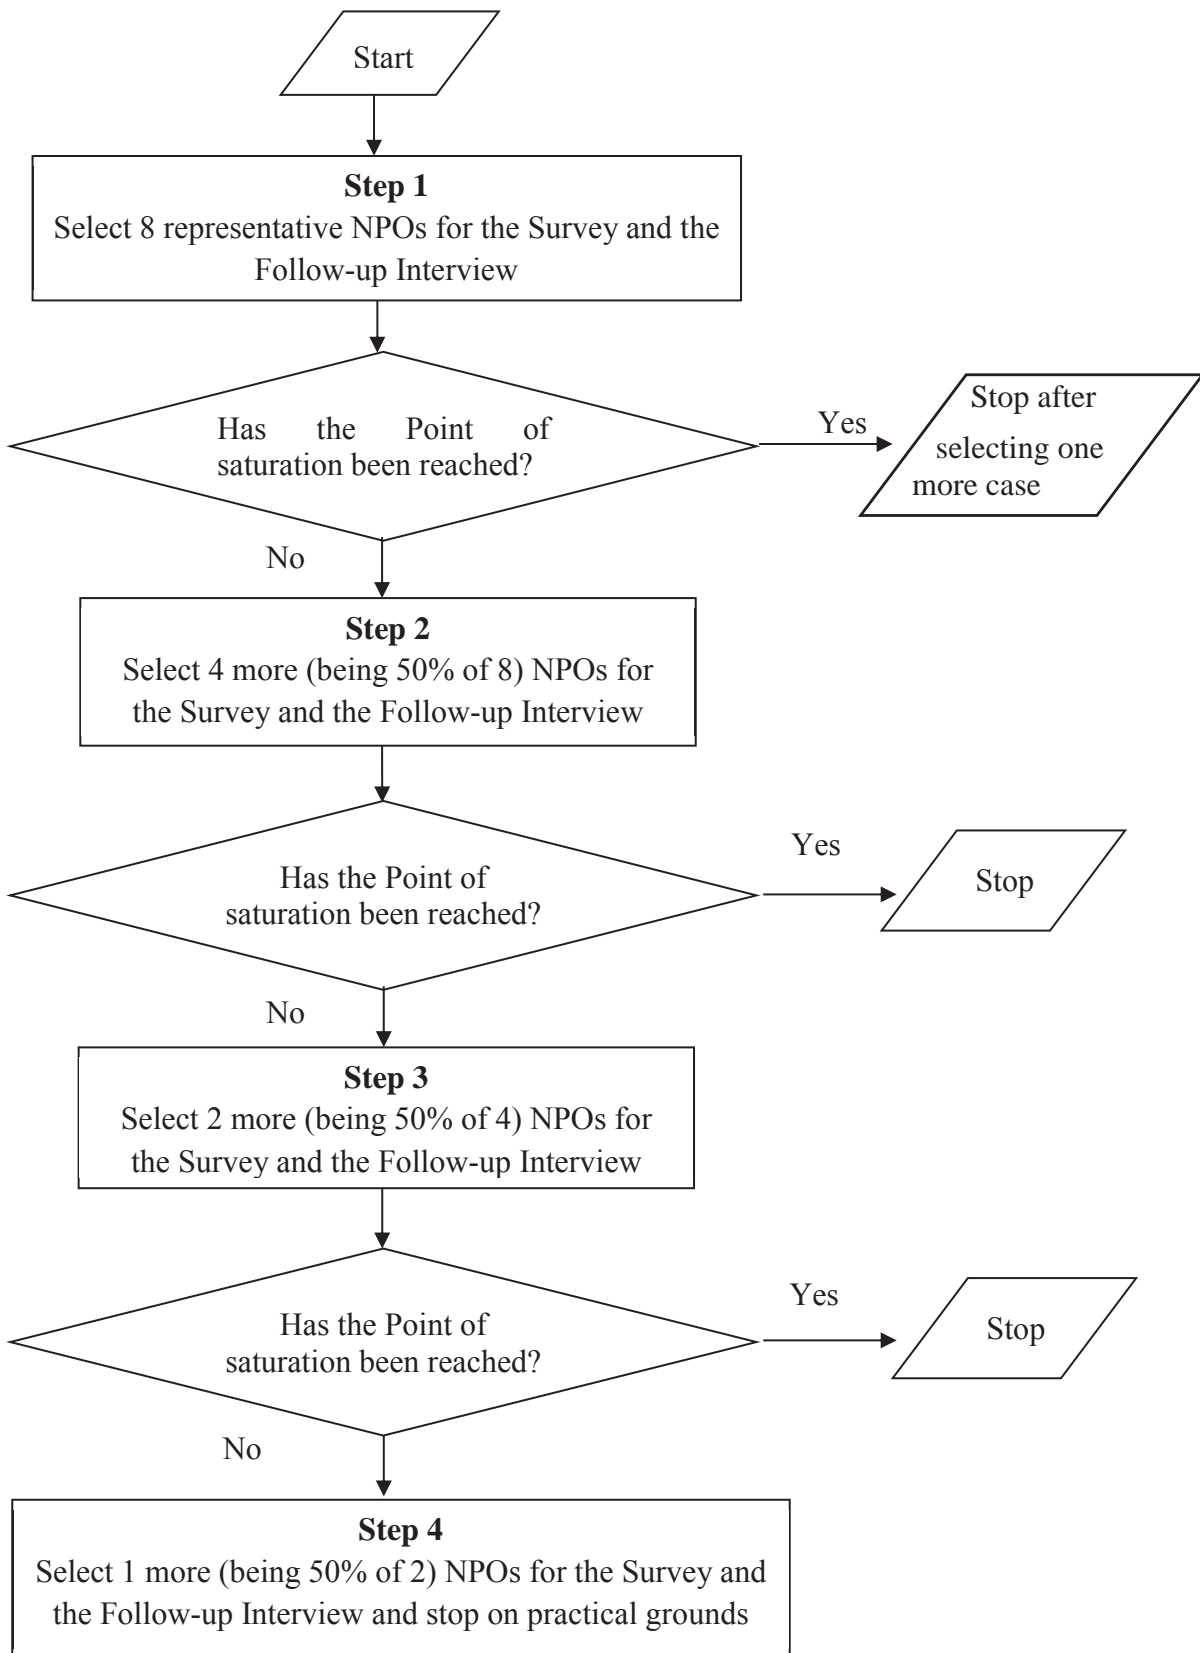 Start
Step 1
Select 8 representative NPOs for the Survey and the
Follow-up Interview
Has the Point of
saturation been reached?
Yes
Stop after
selecting one
more case
No
Step 2
Select 4 more (being 50% of 8) NPOs for
the Survey and the Follow-up Interview
Has the Point of
saturation been reached?
Yes
Stop
No
Step 3
Select 2 more (being 50% of 4) NPOs for
the Survey and the Follow-up Interview
Has the Point of
saturation been reached?
Yes
Stop
No
Step 4
Select 1 more (being 50% of 2) NPOs for the Survey and
the Follow-up Interview and stop on practical grounds